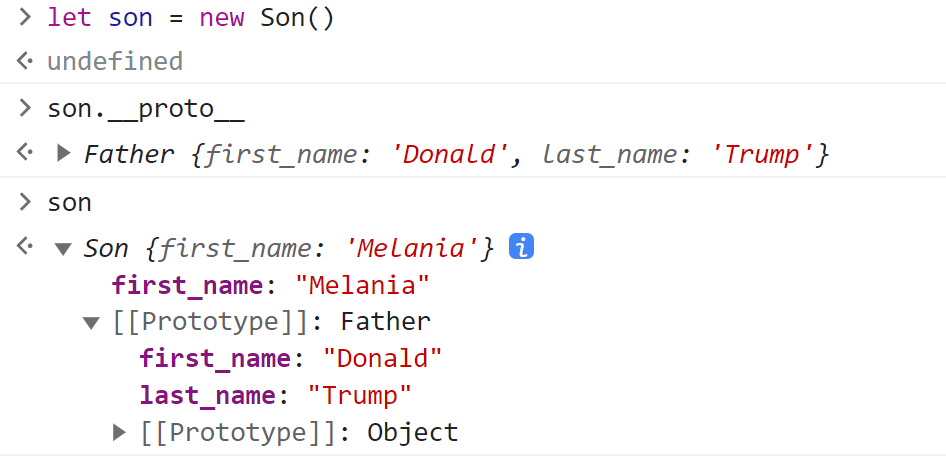 > let son = new Son()
undefined
> son.__proto__
▶ Father {first_name: 'Donald', last_name: 'Trump'}
> son
▼ Son {first_name: 'Melania'} i
first_name: "Melania"
▼ [[Prototype]]: Father
first_name: "Donald"
last_name: "Trump"
▶ [[Prototype]]: Object